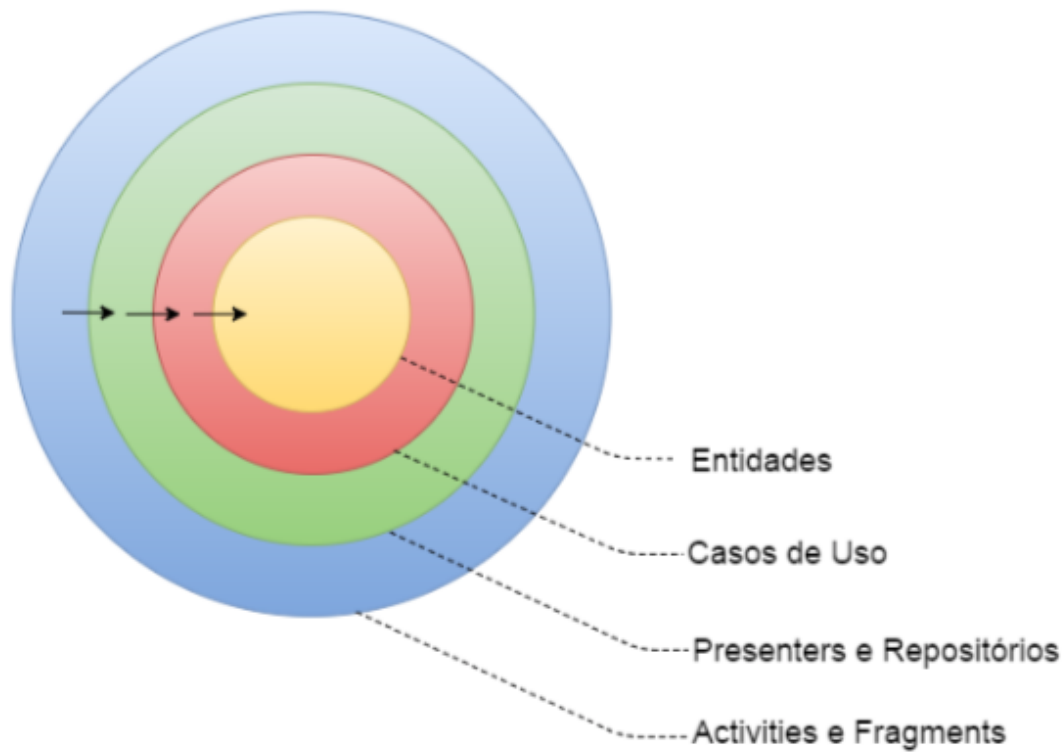 Entidades
Casos de Uso
Presenters e Repositórios
Activities e Fragments